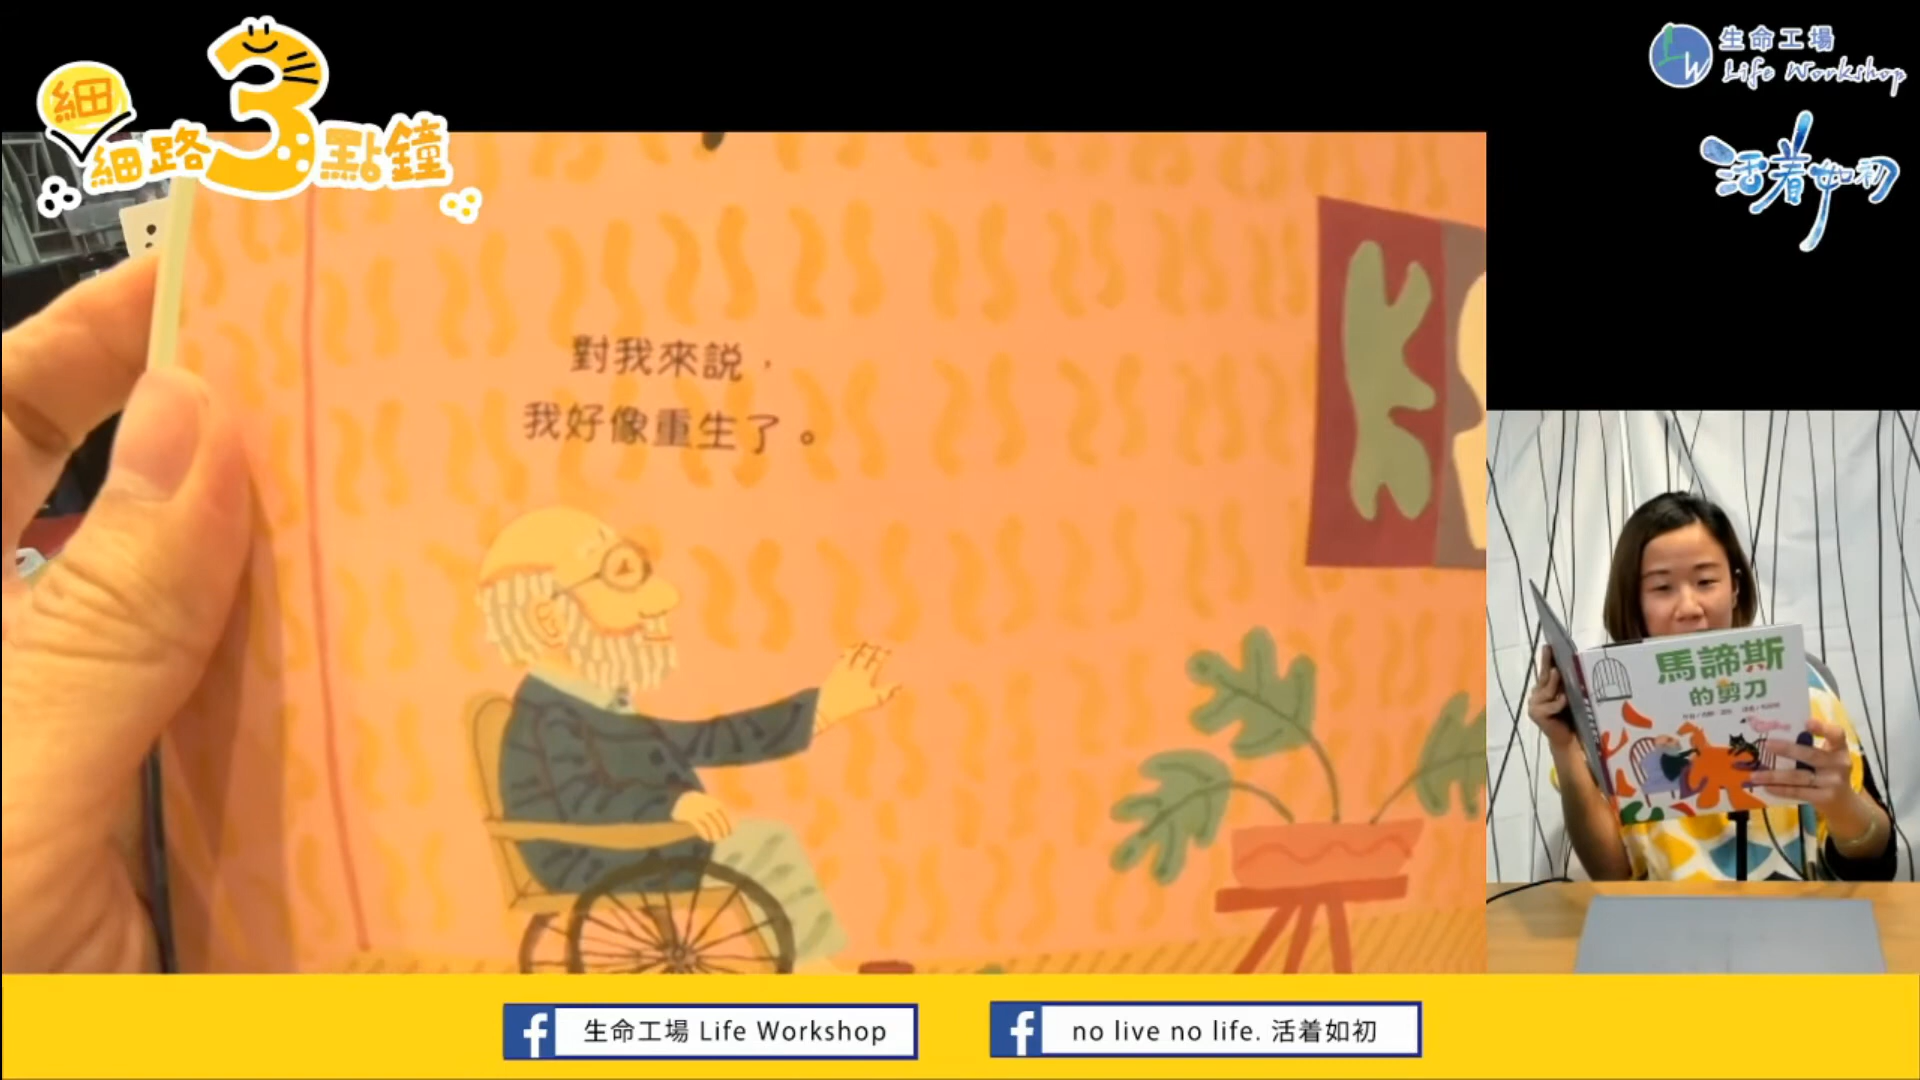 細
細路3點鐘
生命工場
Life Workshop
活着如初
對我來説，
我好像重生了。
馬諦斯
的剪刀
生命工場 Life Workshop
no live no life. 活着如初